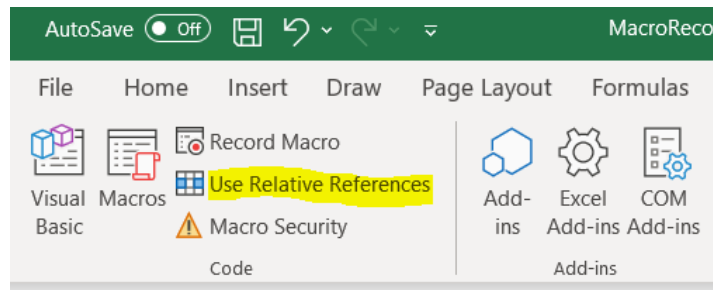 AutoSave Off MacroReco
File Home Insert Draw Page Layout Formulas
Record Macro
Use Relative References
Macro Security
Visual Basic
Macros
Code
Add-ins
Excel Add-ins
COM Add-ins
Add-ins